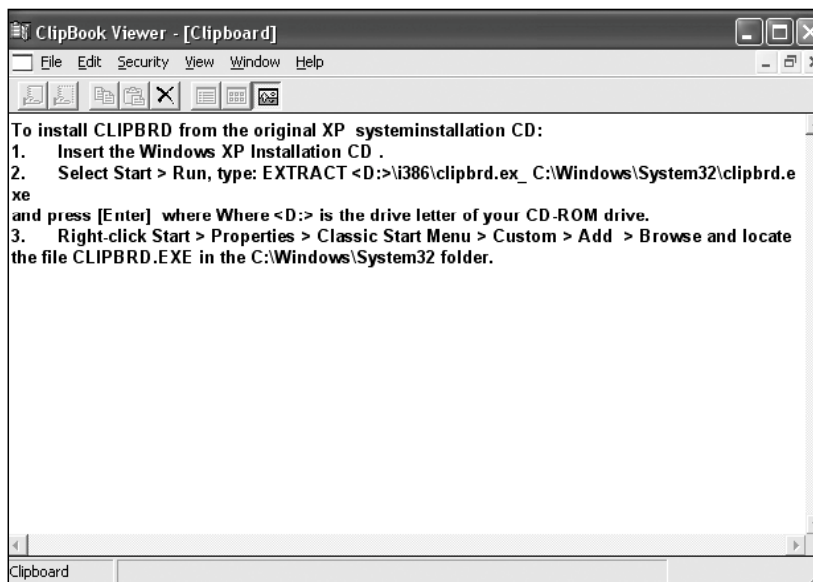 ClipBook Viewer - [Clipboard]
File Edit Security View Window Help
To install CLIPBRD from the original XP systeminstallation CD:
1. Insert the Windows XP Installation CD .
2. Select Start > Run, type: EXTRACT <D:>\i386\clipbrd.ex_ C:\Windows\System32\clipbrd.e
xe
and press [Enter] where Where <D:> is the drive letter of your CD-ROM drive.
3. Right-click Start > Properties > Classic Start Menu > Custom > Add > Browse and locate
the file CLIPBRD.EXE in the C:\Windows\System32 folder.
Clipboard